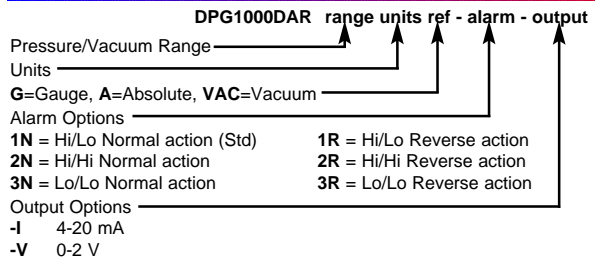 DPG1000DAR range units ref - alarm - output
Pressure/Vacuum Range
Units
G=Gauge, A=Absolute, VAC=Vacuum
Alarm Options
1N = Hi/Lo Normal action (Std) 1R = Hi/Lo Reverse action
2N = Hi/Hi Normal action 2R = Hi/Hi Reverse action
3N = Lo/Lo Normal action 3R = Lo/Lo Reverse action
Output Options
-I 4-20 mA
-V 0-2 V